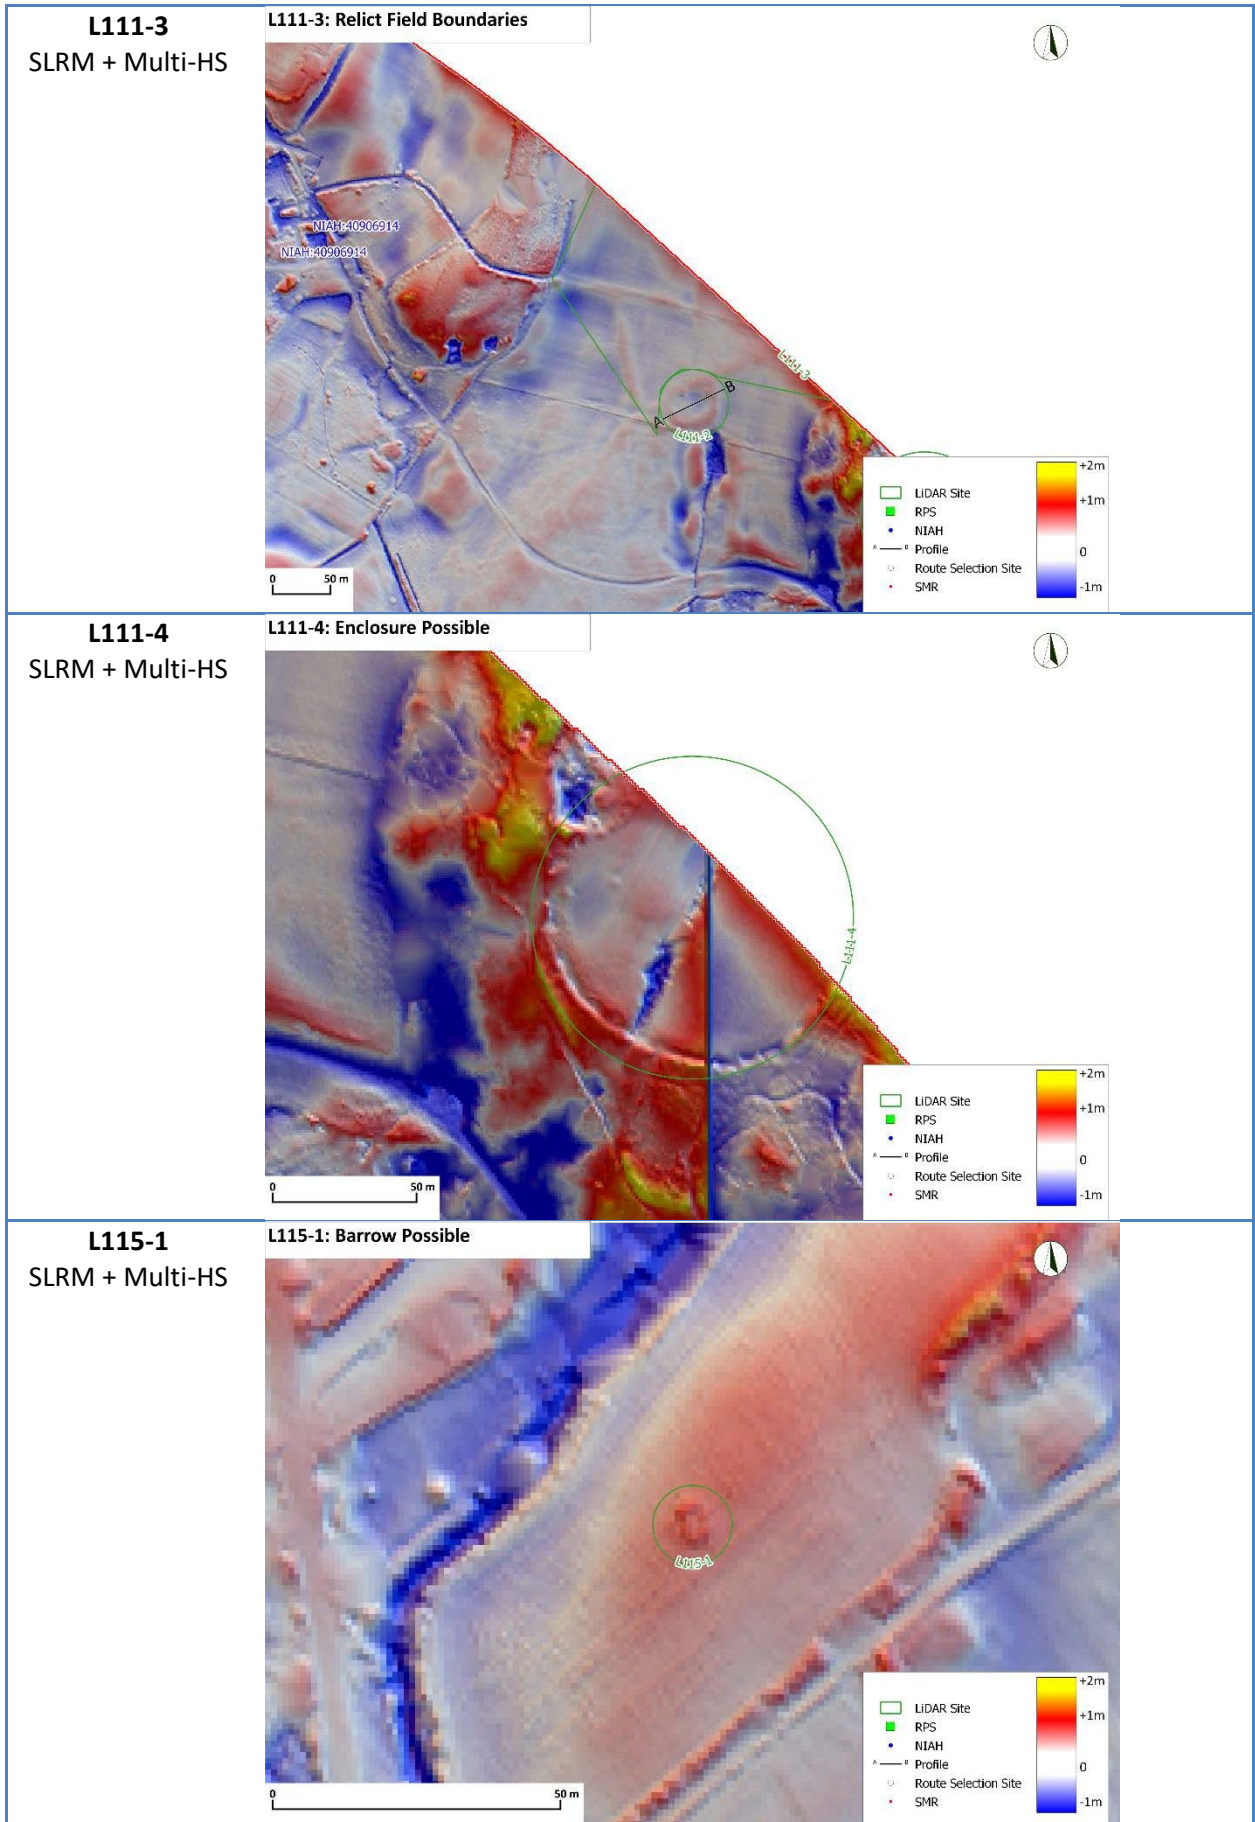 L111-3
SLRM + Multi-HS
L111-3: Relict Field Boundaries
NIAH:40906914
NIAH:40906914
L111-3
A
B
L111-2
0 50 m
LiDAR Site
RPS
NIAH
A B Profile
Route Selection Site
SMR
+2m
+1m
0
-1m
L111-4
SLRM + Multi-HS
L111-4: Enclosure Possible
L111-4
0 50 m
LiDAR Site
RPS
NIAH
A B Profile
Route Selection Site
SMR
+2m
+1m
0
-1m
L115-1
SLRM + Multi-HS
L115-1: Barrow Possible
L115-1
0 50 m
LiDAR Site
RPS
NIAH
A B Profile
Route Selection Site
SMR
+2m
+1m
0
-1m